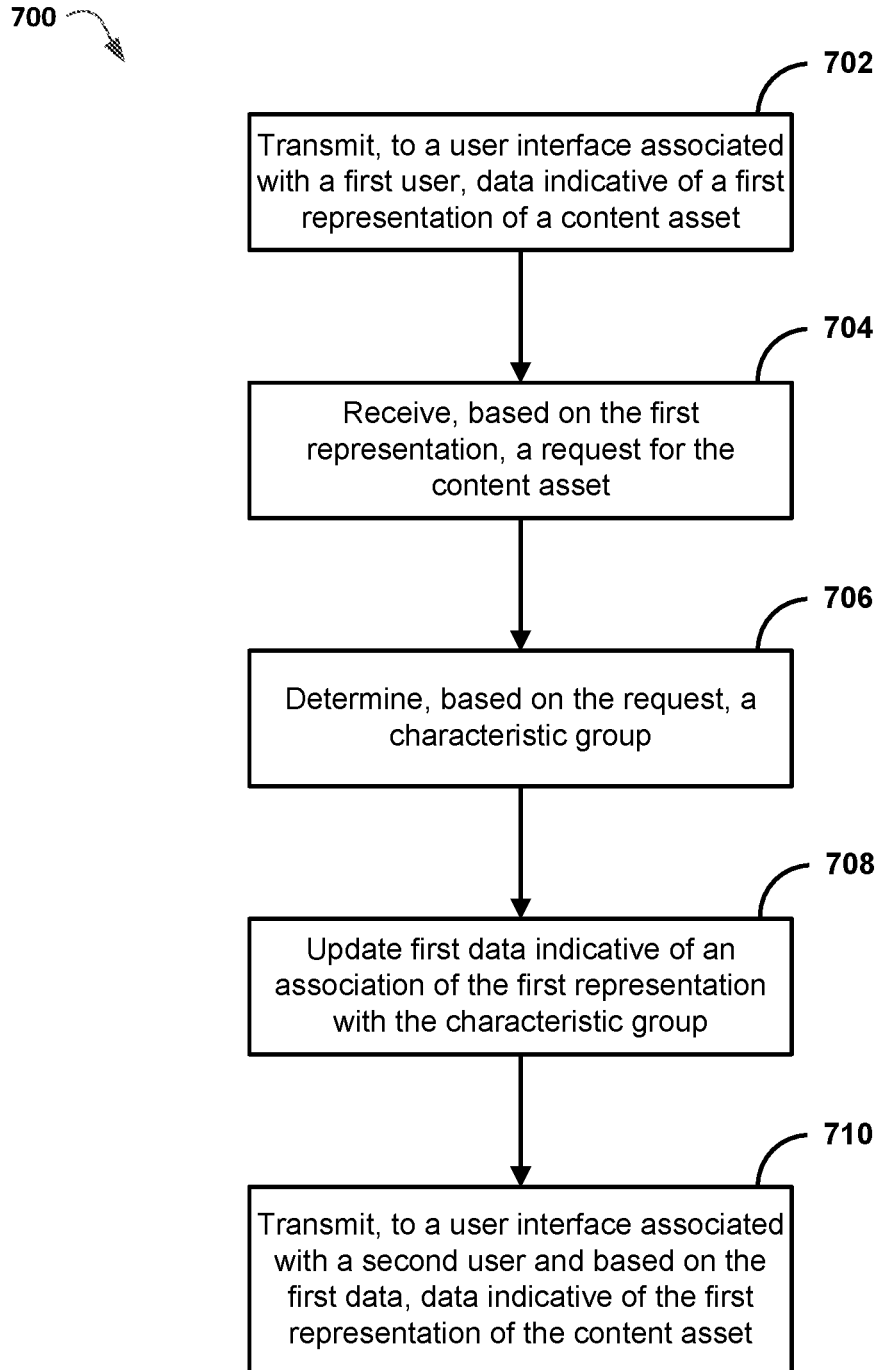 700
702
Transmit, to a user interface associated
with a first user, data indicative of a first
representation of a content asset
704
Receive, based on the first
representation, a request for the
content asset
706
Determine, based on the request, a
characteristic group
708
Update first data indicative of an
association of the first representation
with the characteristic group
710
Transmit, to a user interface associated
with a second user and based on the
first data, data indicative of the first
representation of the content asset